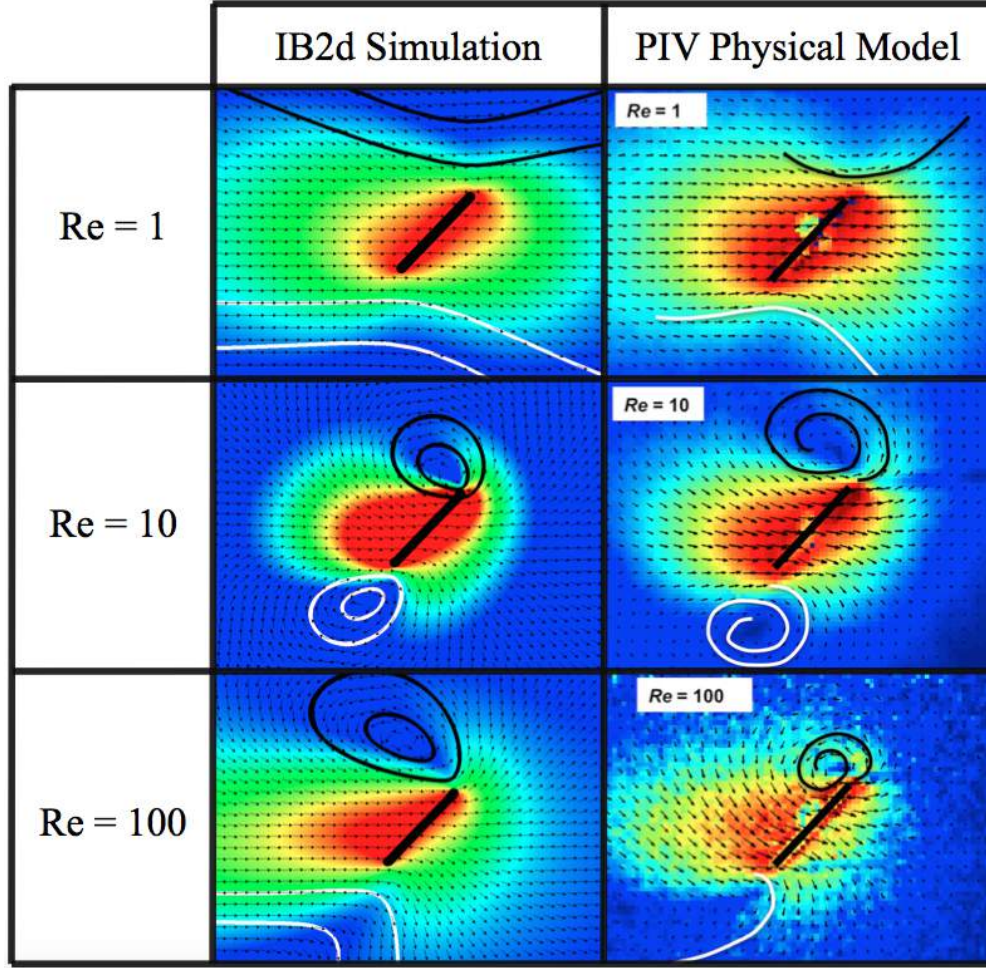 IB2d Simulation
PIV Physical Model
Re = 1
Re = 1
Re = 10
Re = 10
Re = 100
Re = 100